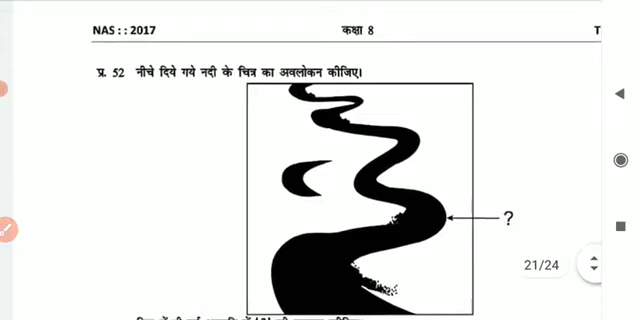 NAS : : 2017 कक्षा 8 T
प्र. 52 नीचे दिये गये नदी के चित्र का अवलोकन कीजिए।
?
21/24